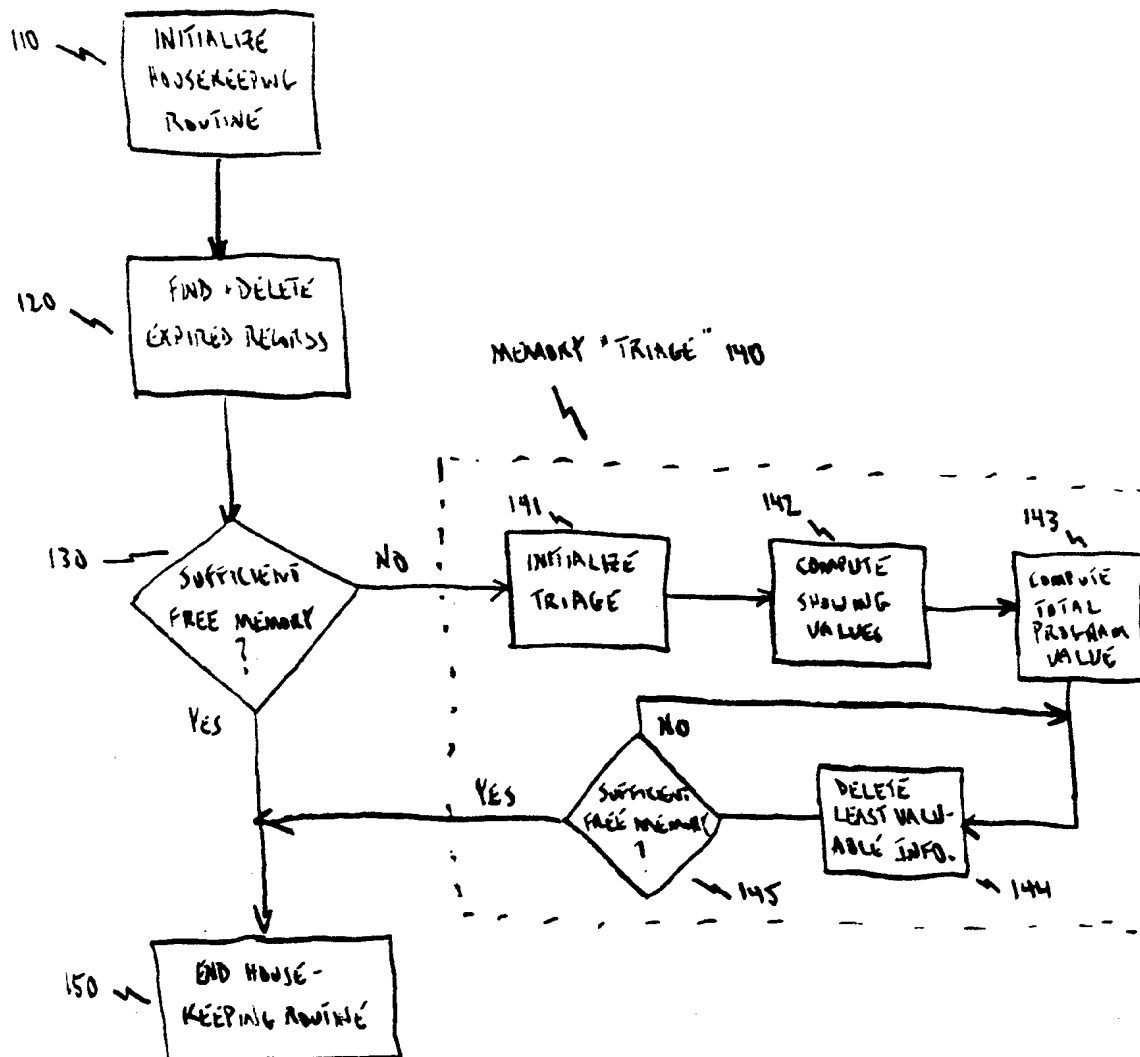 110
INITIALIZE
HOUSEKEEPING
ROUTINE
120
FIND + DELETE
EXPIRED RECORDS
MEMORY "TRIAGE" 140
130
SUFFICIENT
FREE MEMORY
?
NO
YES
141
INITIALIZE
TRIAGE
142
COMPUTE
SHOWING
VALUES
143
COMPUTE
TOTAL
PROGRAM
VALUE
NO
YES
SUFFICIENT
FREE MEMORY
?
145
DELETE
LEAST VALU-
ABLE INFO.
144
150
END HOUSE-
KEEPING ROUTINE